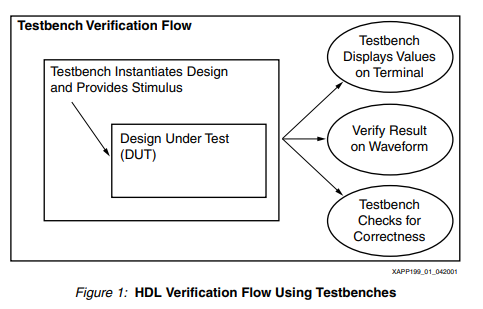 Testbench Verification Flow
Testbench Instantiates Design
and Provides Stimulus
Design Under Test
(DUT)
Testbench
Displays Values
on Terminal
Verify Result
on Waveform
Testbench
Checks for
Correctness
XAPP199_01_042001
Figure 1: HDL Verification Flow Using Testbenches